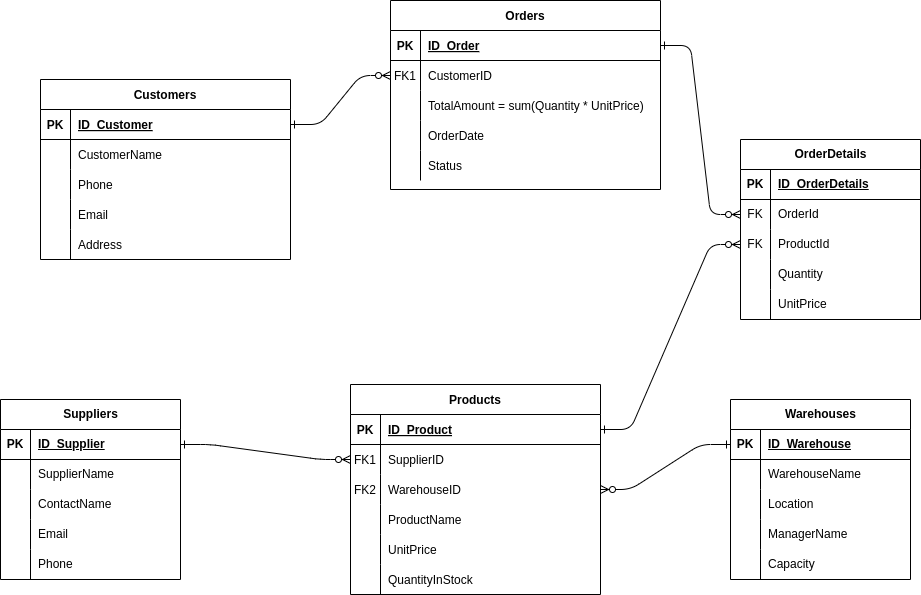 Orders
PK ID_Order
FK1 CustomerID
TotalAmount = sum(Quantity * UnitPrice)
OrderDate
Status
Customers
PK ID_Customer
CustomerName
Phone
Email
Address
OrderDetails
PK ID_OrderDetails
FK OrderId
FK ProductId
Quantity
UnitPrice
Suppliers
PK ID_Supplier
SupplierName
ContactName
Email
Phone
Products
PK ID_Product
FK1 SupplierID
FK2 WarehouseID
ProductName
UnitPrice
QuantityInStock
Warehouses
PK ID_Warehouse
WarehouseName
Location
ManagerName
Capacity